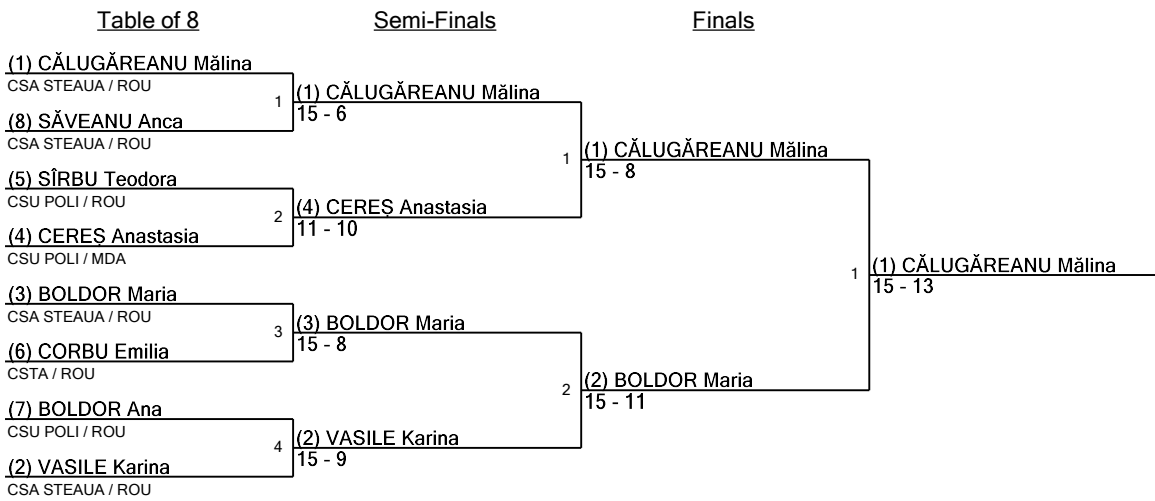 Table of 8
Semi-Finals
Finals
(1) CĂLUGĂREANU Mălina
CSA STEAUA / ROU
(8) SĂVEANU Anca
CSA STEAUA / ROU
(5) SÎRBU Teodora
CSU POLI / ROU
(4) CEREȘ Anastasia
CSU POLI / MDA
(3) BOLDOR Maria
CSA STEAUA / ROU
(6) CORBU Emilia
CSTA / ROU
(7) BOLDOR Ana
CSU POLI / ROU
(2) VASILE Karina
CSA STEAUA / ROU
1
(1) CĂLUGĂREANU Mălina
15 - 6
2
(4) CEREȘ Anastasia
11 - 10
3
(3) BOLDOR Maria
15 - 8
4
(2) VASILE Karina
15 - 9
1
(1) CĂLUGĂREANU Mălina
15 - 8
2
(2) BOLDOR Maria
15 - 11
1
(1) CĂLUGĂREANU Mălina
15 - 13